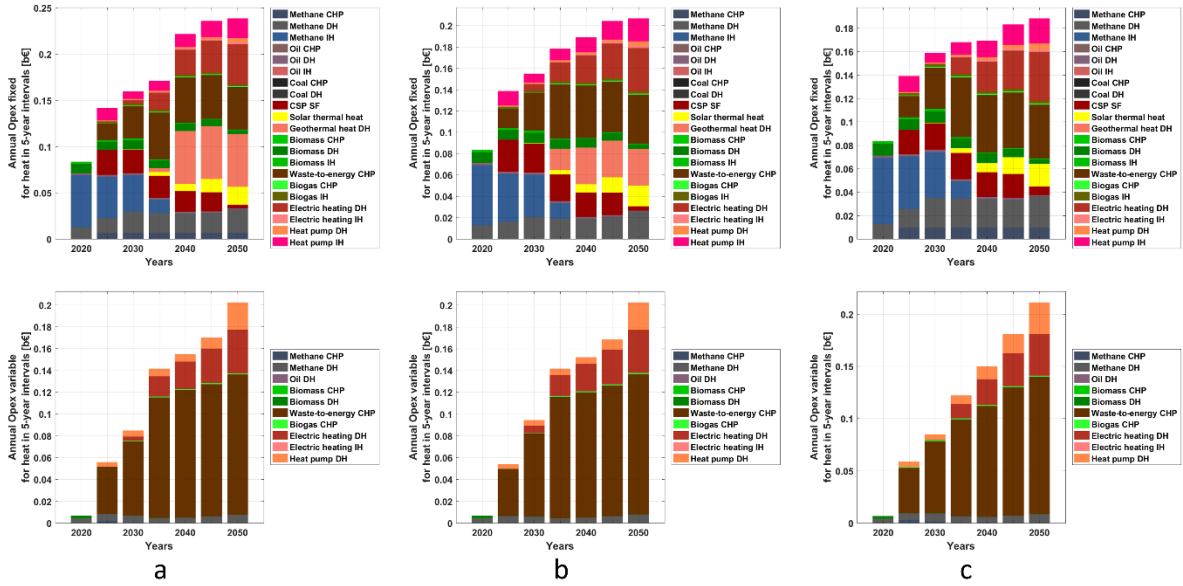 Annual Opex fixed
for heat in 5-year intervals [b€]
0.25
0.2
0.15
0.1
0.05
0
2020
2030
2040
2050
Years
Methane CHP
Methane DH
Methane IH
Oil CHP
Oil DH
Oil IH
Coal CHP
Coal DH
CSP SF
Solar thermal heat
Geothermal heat DH
Biomass CHP
Biomass DH
Biomass IH
Waste-to-energy CHP
Biogas CHP
Biogas IH
Electric heating DH
Electric heating IH
Heat pump DH
Heat pump IH
Annual Opex fixed
for heat in 5-year intervals [b€]
0.2
0.18
0.16
0.14
0.12
0.1
0.08
0.06
0.04
0.02
0
2020
2030
2040
2050
Years
Methane CHP
Methane DH
Methane IH
Oil CHP
Oil DH
Oil IH
Coal CHP
Coal DH
CSP SF
Solar thermal heat
Geothermal heat DH
Biomass CHP
Biomass DH
Biomass IH
Waste-to-energy CHP
Biogas CHP
Biogas IH
Electric heating DH
Electric heating IH
Heat pump DH
Heat pump IH
Annual Opex fixed
for heat in 5-year intervals [b€]
0.18
0.16
0.14
0.12
0.1
0.08
0.06
0.04
0.02
0
2020
2030
2040
2050
Years
Methane CHP
Methane DH
Methane IH
Oil CHP
Oil DH
Oil IH
Coal CHP
Coal DH
CSP SF
Solar thermal heat
Geothermal heat DH
Biomass CHP
Biomass DH
Biomass IH
Waste-to-energy CHP
Biogas CHP
Biogas IH
Electric heating DH
Electric heating IH
Heat pump DH
Heat pump IH
Annual Opex variable
for heat in 5-year intervals [b€]
0.2
0.18
0.16
0.14
0.12
0.1
0.08
0.06
0.04
0.02
0
2020
2030
2040
2050
Years
Methane CHP
Methane DH
Oil DH
Biomass CHP
Biomass DH
Waste-to-energy CHP
Biogas CHP
Electric heating DH
Electric heating IH
Heat pump DH
Annual Opex variable
for heat in 5-year intervals [b€]
0.2
0.18
0.16
0.14
0.12
0.1
0.08
0.06
0.04
0.02
0
2020
2030
2040
2050
Years
Methane CHP
Methane DH
Oil DH
Biomass CHP
Biomass DH
Waste-to-energy CHP
Biogas CHP
Electric heating DH
Electric heating IH
Heat pump DH
Annual Opex variable
for heat in 5-year intervals [b€]
0.2
0.15
0.1
0.05
0
2020
2030
2040
2050
Years
Methane CHP
Methane DH
Oil DH
Biomass CHP
Biomass DH
Waste-to-energy CHP
Biogas CHP
Electric heating DH
Electric heating IH
Heat pump DH
a
b
c